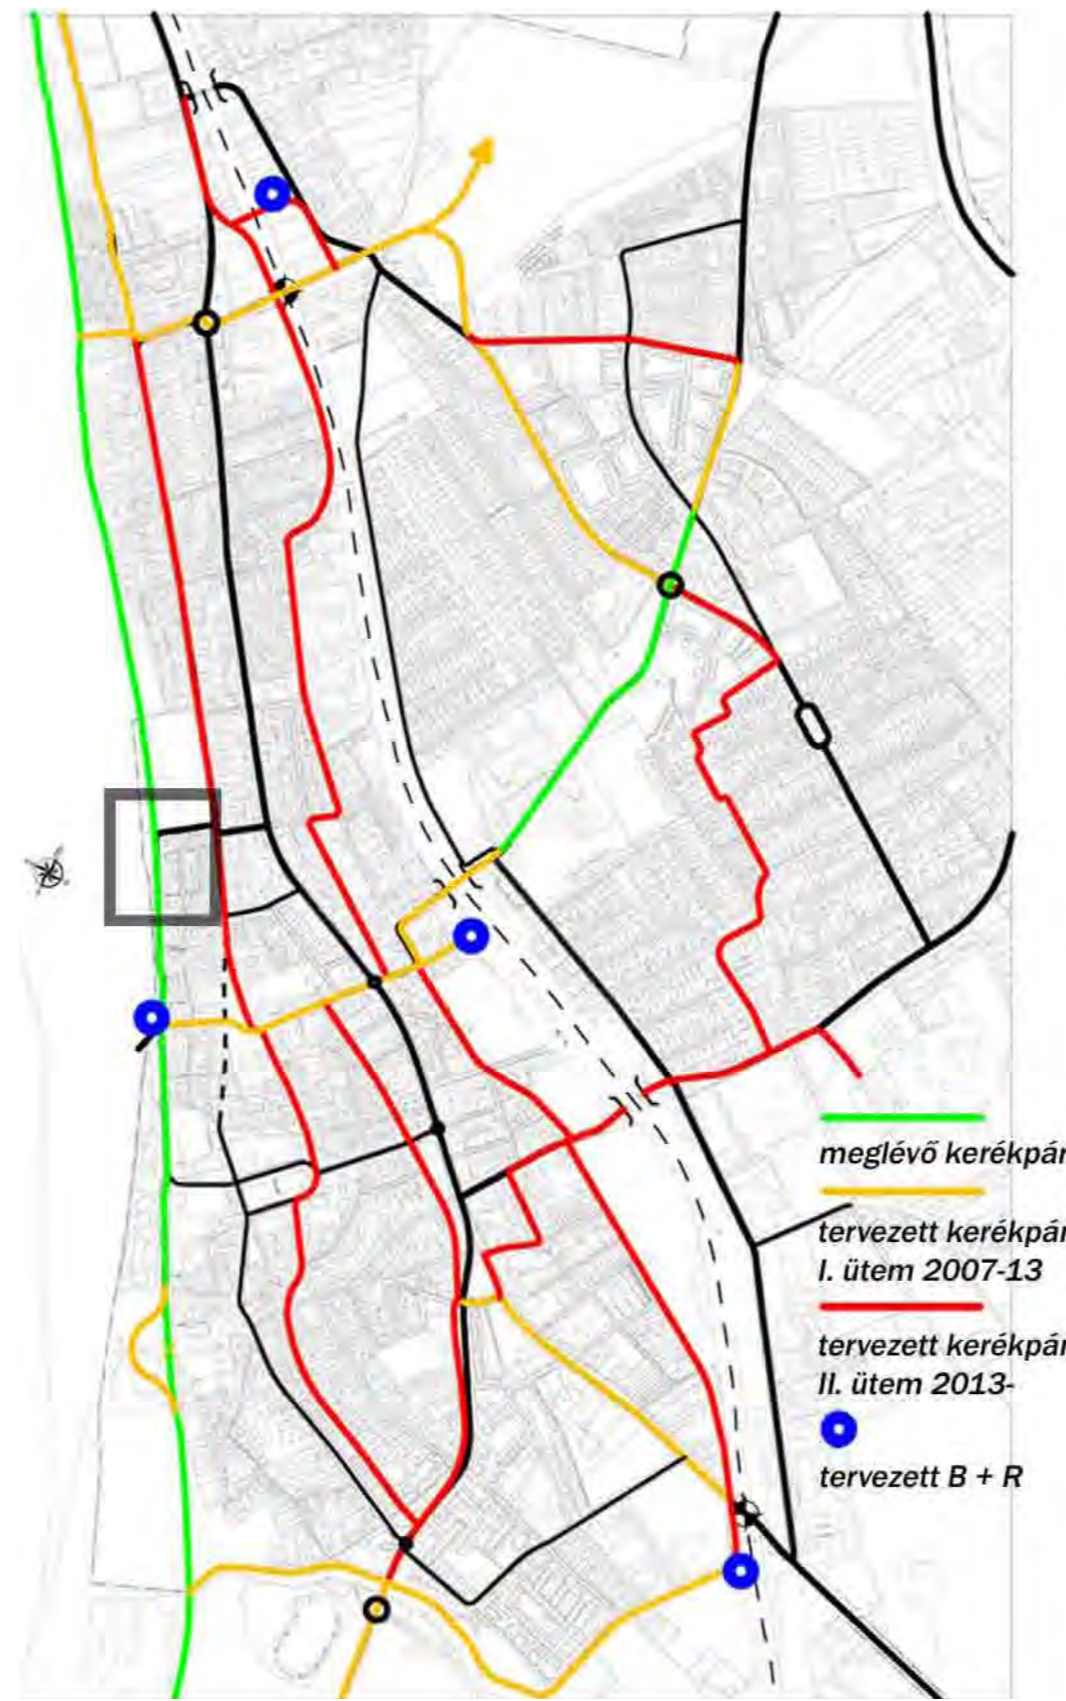 meglévő kerékpár
tervezett kerékpár
I. ütem 2007-13
tervezett kerékpár
II. ütem 2013-
tervezett B + R